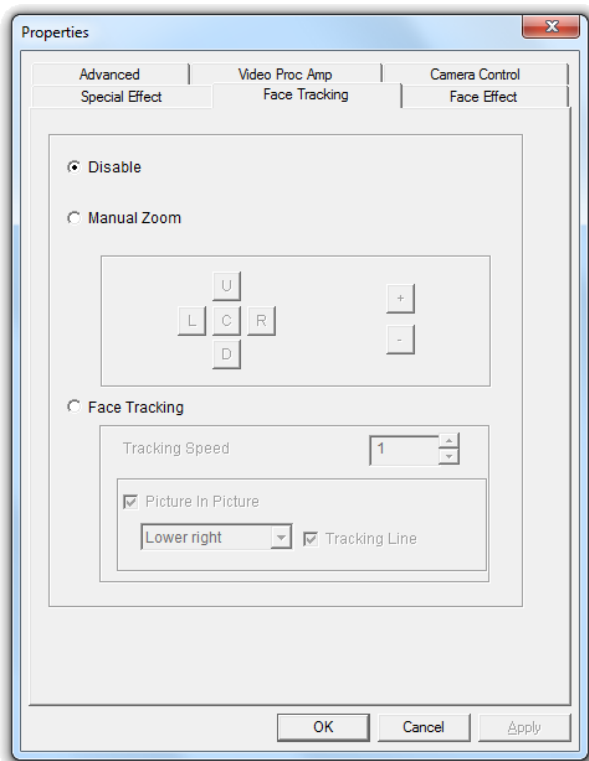 Properties
Advanced Video Proc Amp Camera Control
Special Effect Face Tracking Face Effect
Disable
Manual Zoom
U
L C R
D
+
-
Face Tracking
Tracking Speed 1
Picture In Picture
Lower right Tracking Line
OK Cancel Apply